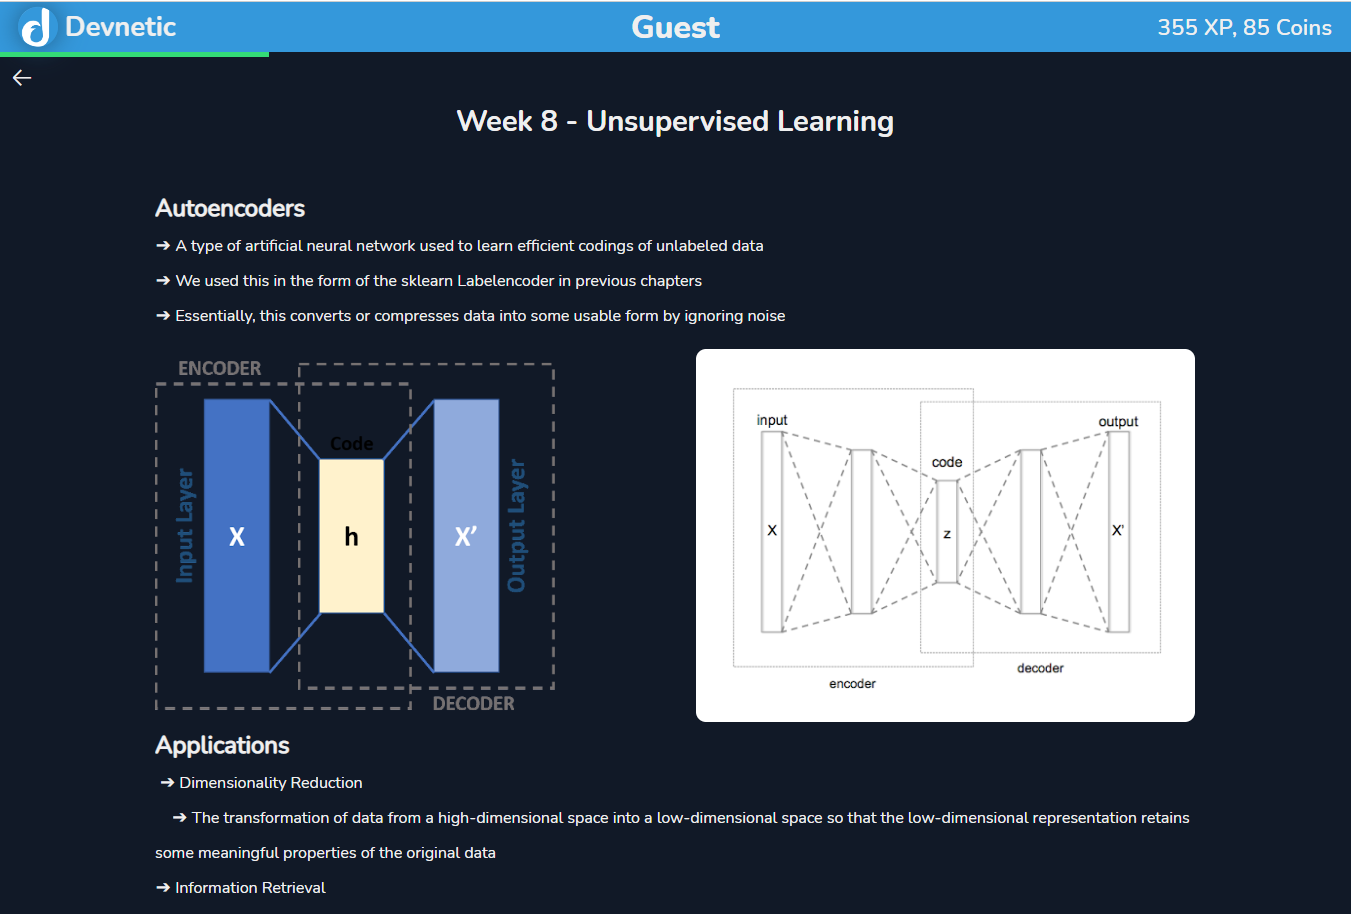 Devnetic
Guest
355 XP, 85 Coins
←
Week 8 - Unsupervised Learning
Autoencoders
➔ A type of artificial neural network used to learn efficient codings of unlabeled data
➔ We used this in the form of the sklearn Labelencoder in previous chapters
➔ Essentially, this converts or compresses data into some usable form by ignoring noise
ENCODER
Input Layer
X
Code
h
X’
Output Layer
DECODER
input
X
code
z
output
X'
encoder
decoder
Applications
➔ Dimensionality Reduction
➔ The transformation of data from a high-dimensional space into a low-dimensional space so that the low-dimensional representation retains
some meaningful properties of the original data
➔ Information Retrieval